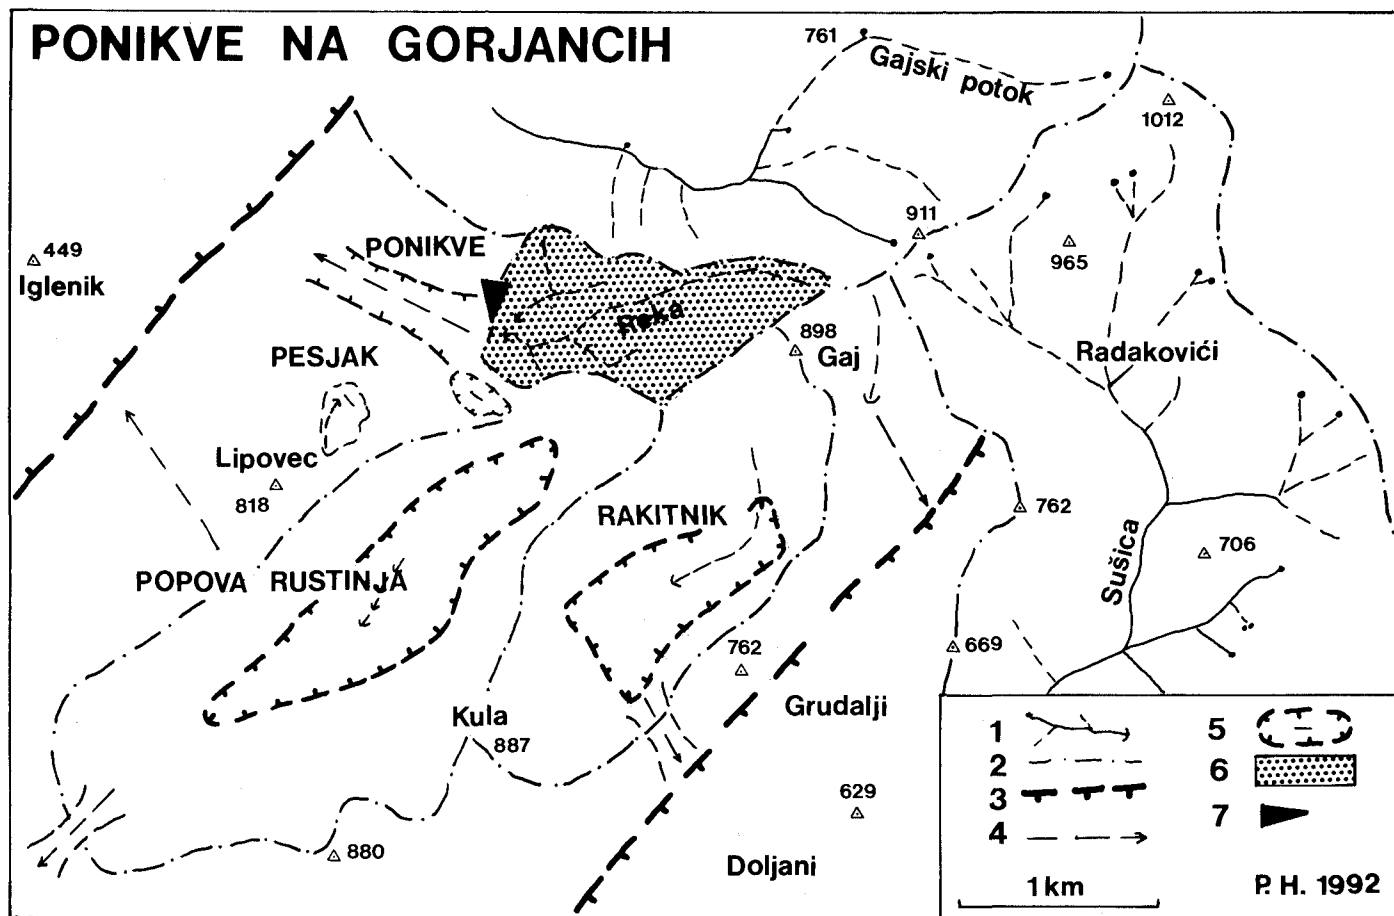 PONIKVE NA GORJANCIH
761
Gajski potok
1012
911
449
Iglenik
PONIKVE
965
Reka
898
Gaj
PESJAK
Radakovići
Lipovec
818
RAKITNIK
762
706
Sušica
POPOVA RUSTINJA
762
669
Kula
887
Grudalji
629
880
Doljani
1
2
3
4
5
6
7
1km
P. H. 1992